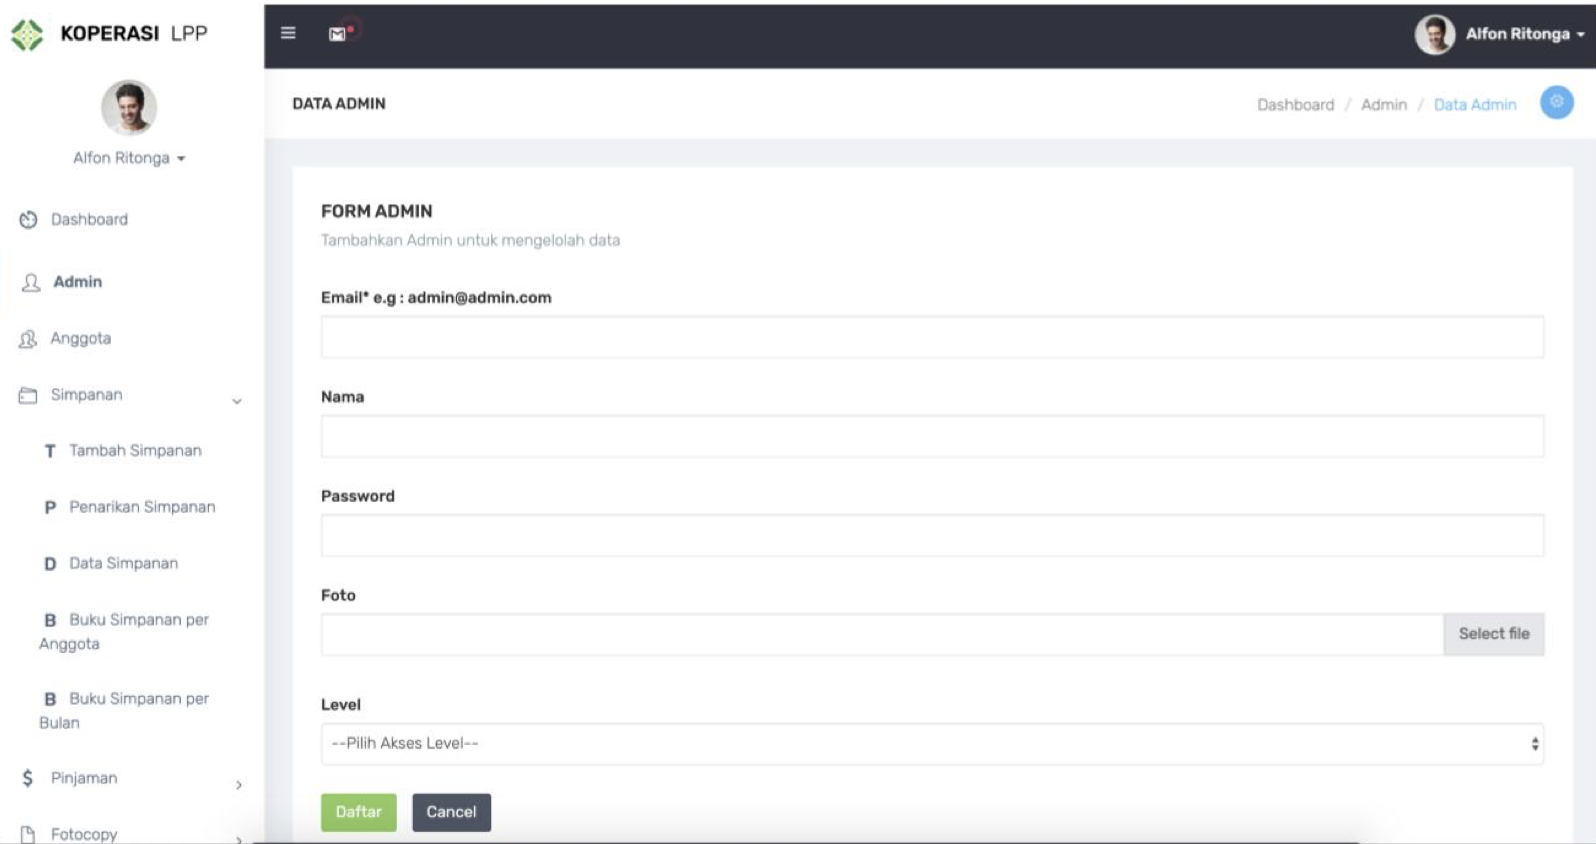 KOPERASI LPP
Alfon Ritonga
Alfon Ritonga
Dashboard
Admin
Anggota
Simpanan
T Tambah Simpanan
P Penarikan Simpanan
D Data Simpanan
B Buku Simpanan per
Anggota
B Buku Simpanan per
Bulan
$ Pinjaman
Fotocopy
DATA ADMIN
Dashboard / Admin / Data Admin
FORM ADMIN
Tambahkan Admin untuk mengelolah data
Email* e.g : admin@admin.com
Nama
Password
Foto
Select file
Level
--Pilih Akses Level--
Daftar Cancel